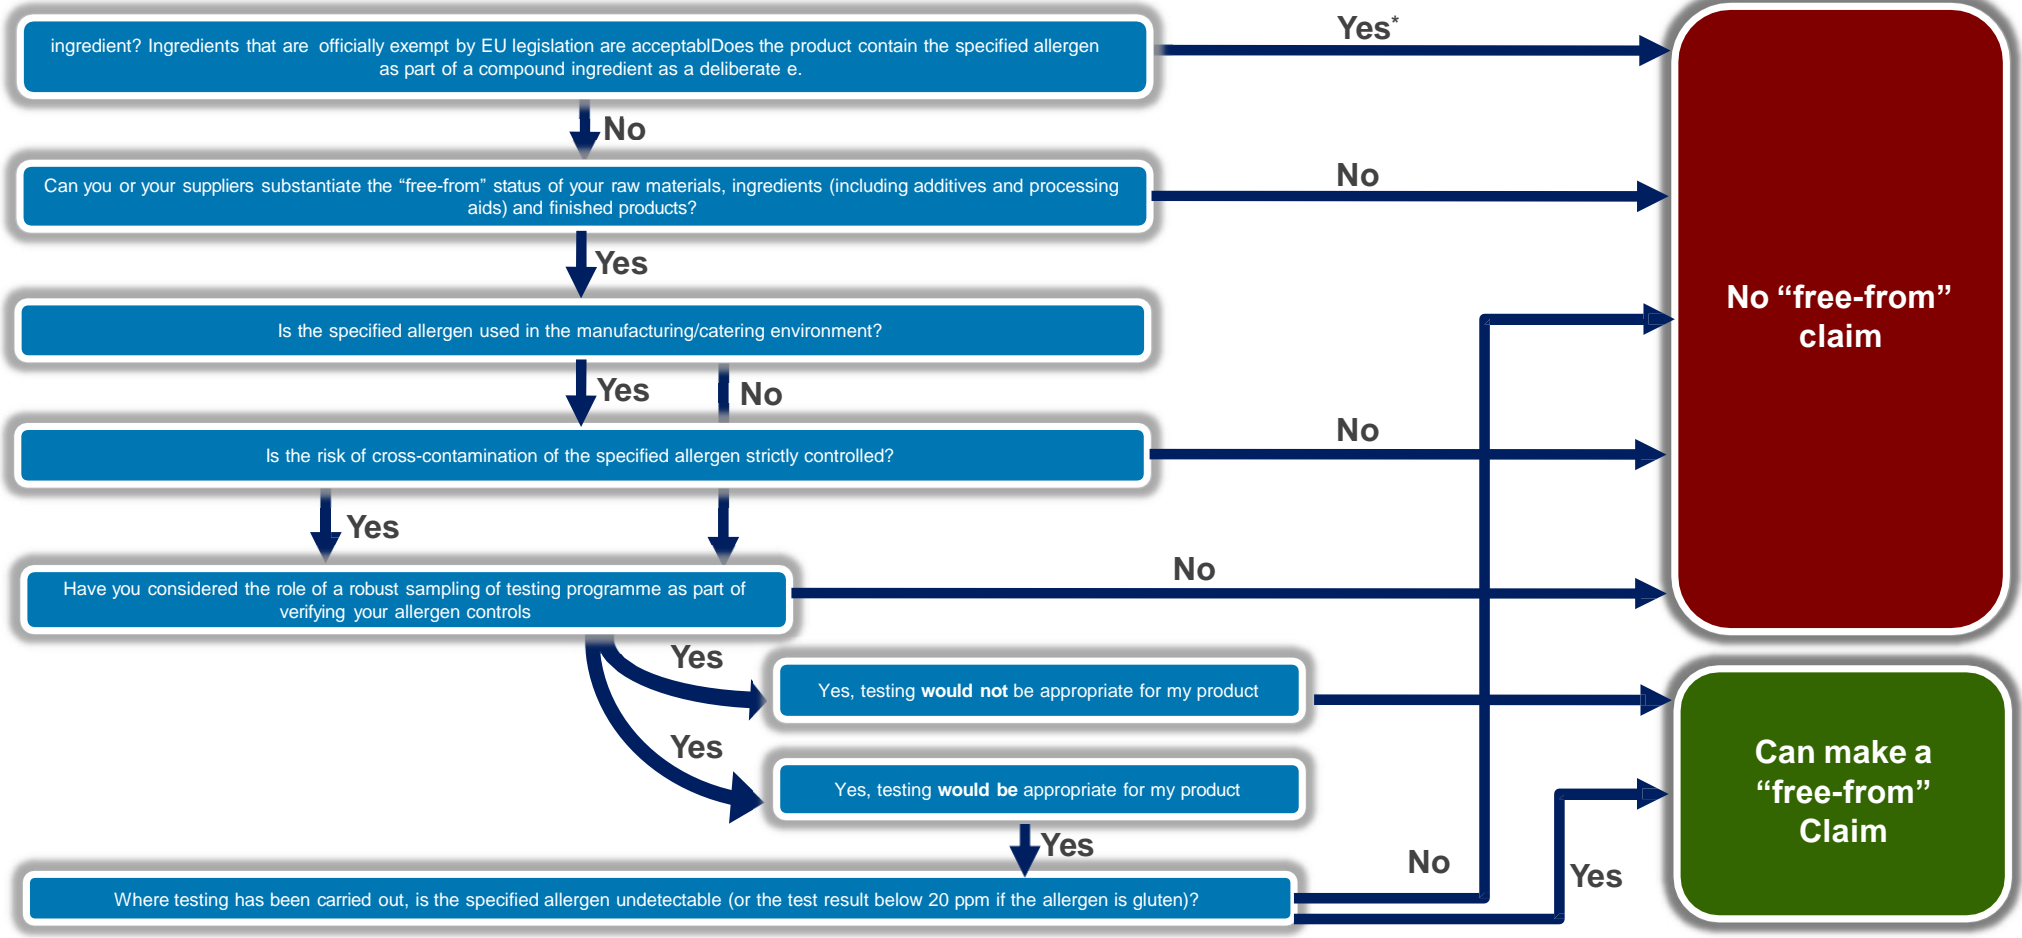 ingredient? Ingredients that are officially exempt by EU legislation are acceptablDoes the product contain the specified allergen
as part of a compound ingredient as a deliberate e.
Yes*
No
Can you or your suppliers substantiate the “free-from” status of your raw materials, ingredients (including additives and processing
aids) and finished products?
No
Yes
Is the specified allergen used in the manufacturing/catering environment?
No “free-from”
claim
Yes
No
Is the risk of cross-contamination of the specified allergen strictly controlled?
No
Yes
Have you considered the role of a robust sampling of testing programme as part of
verifying your allergen controls
No
Yes
Yes, testing would not be appropriate for my product
Yes
Yes, testing would be appropriate for my product
Can make a
“free-from”
Claim
Yes
Where testing has been carried out, is the specified allergen undetectable (or the test result below 20 ppm if the allergen is gluten)?
No
Yes